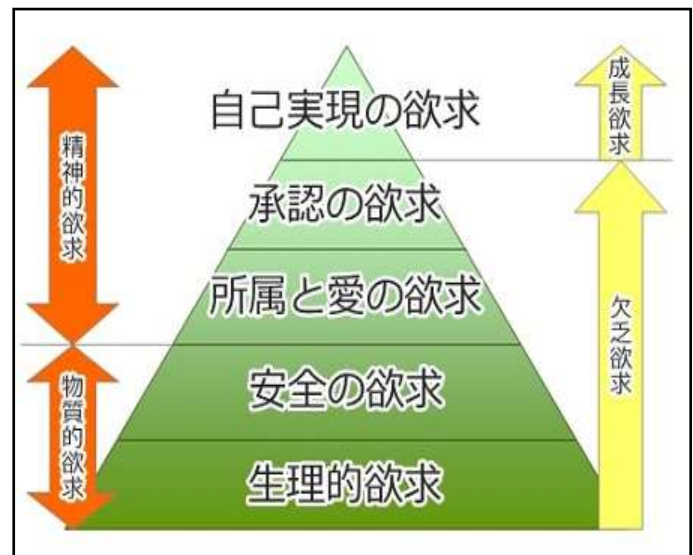 自己実現の欲求
承認の欲求
所属と愛の欲求
安全の欲求
生理的欲求
精神的欲求
物質的欲求
成長欲求
欠乏欲求